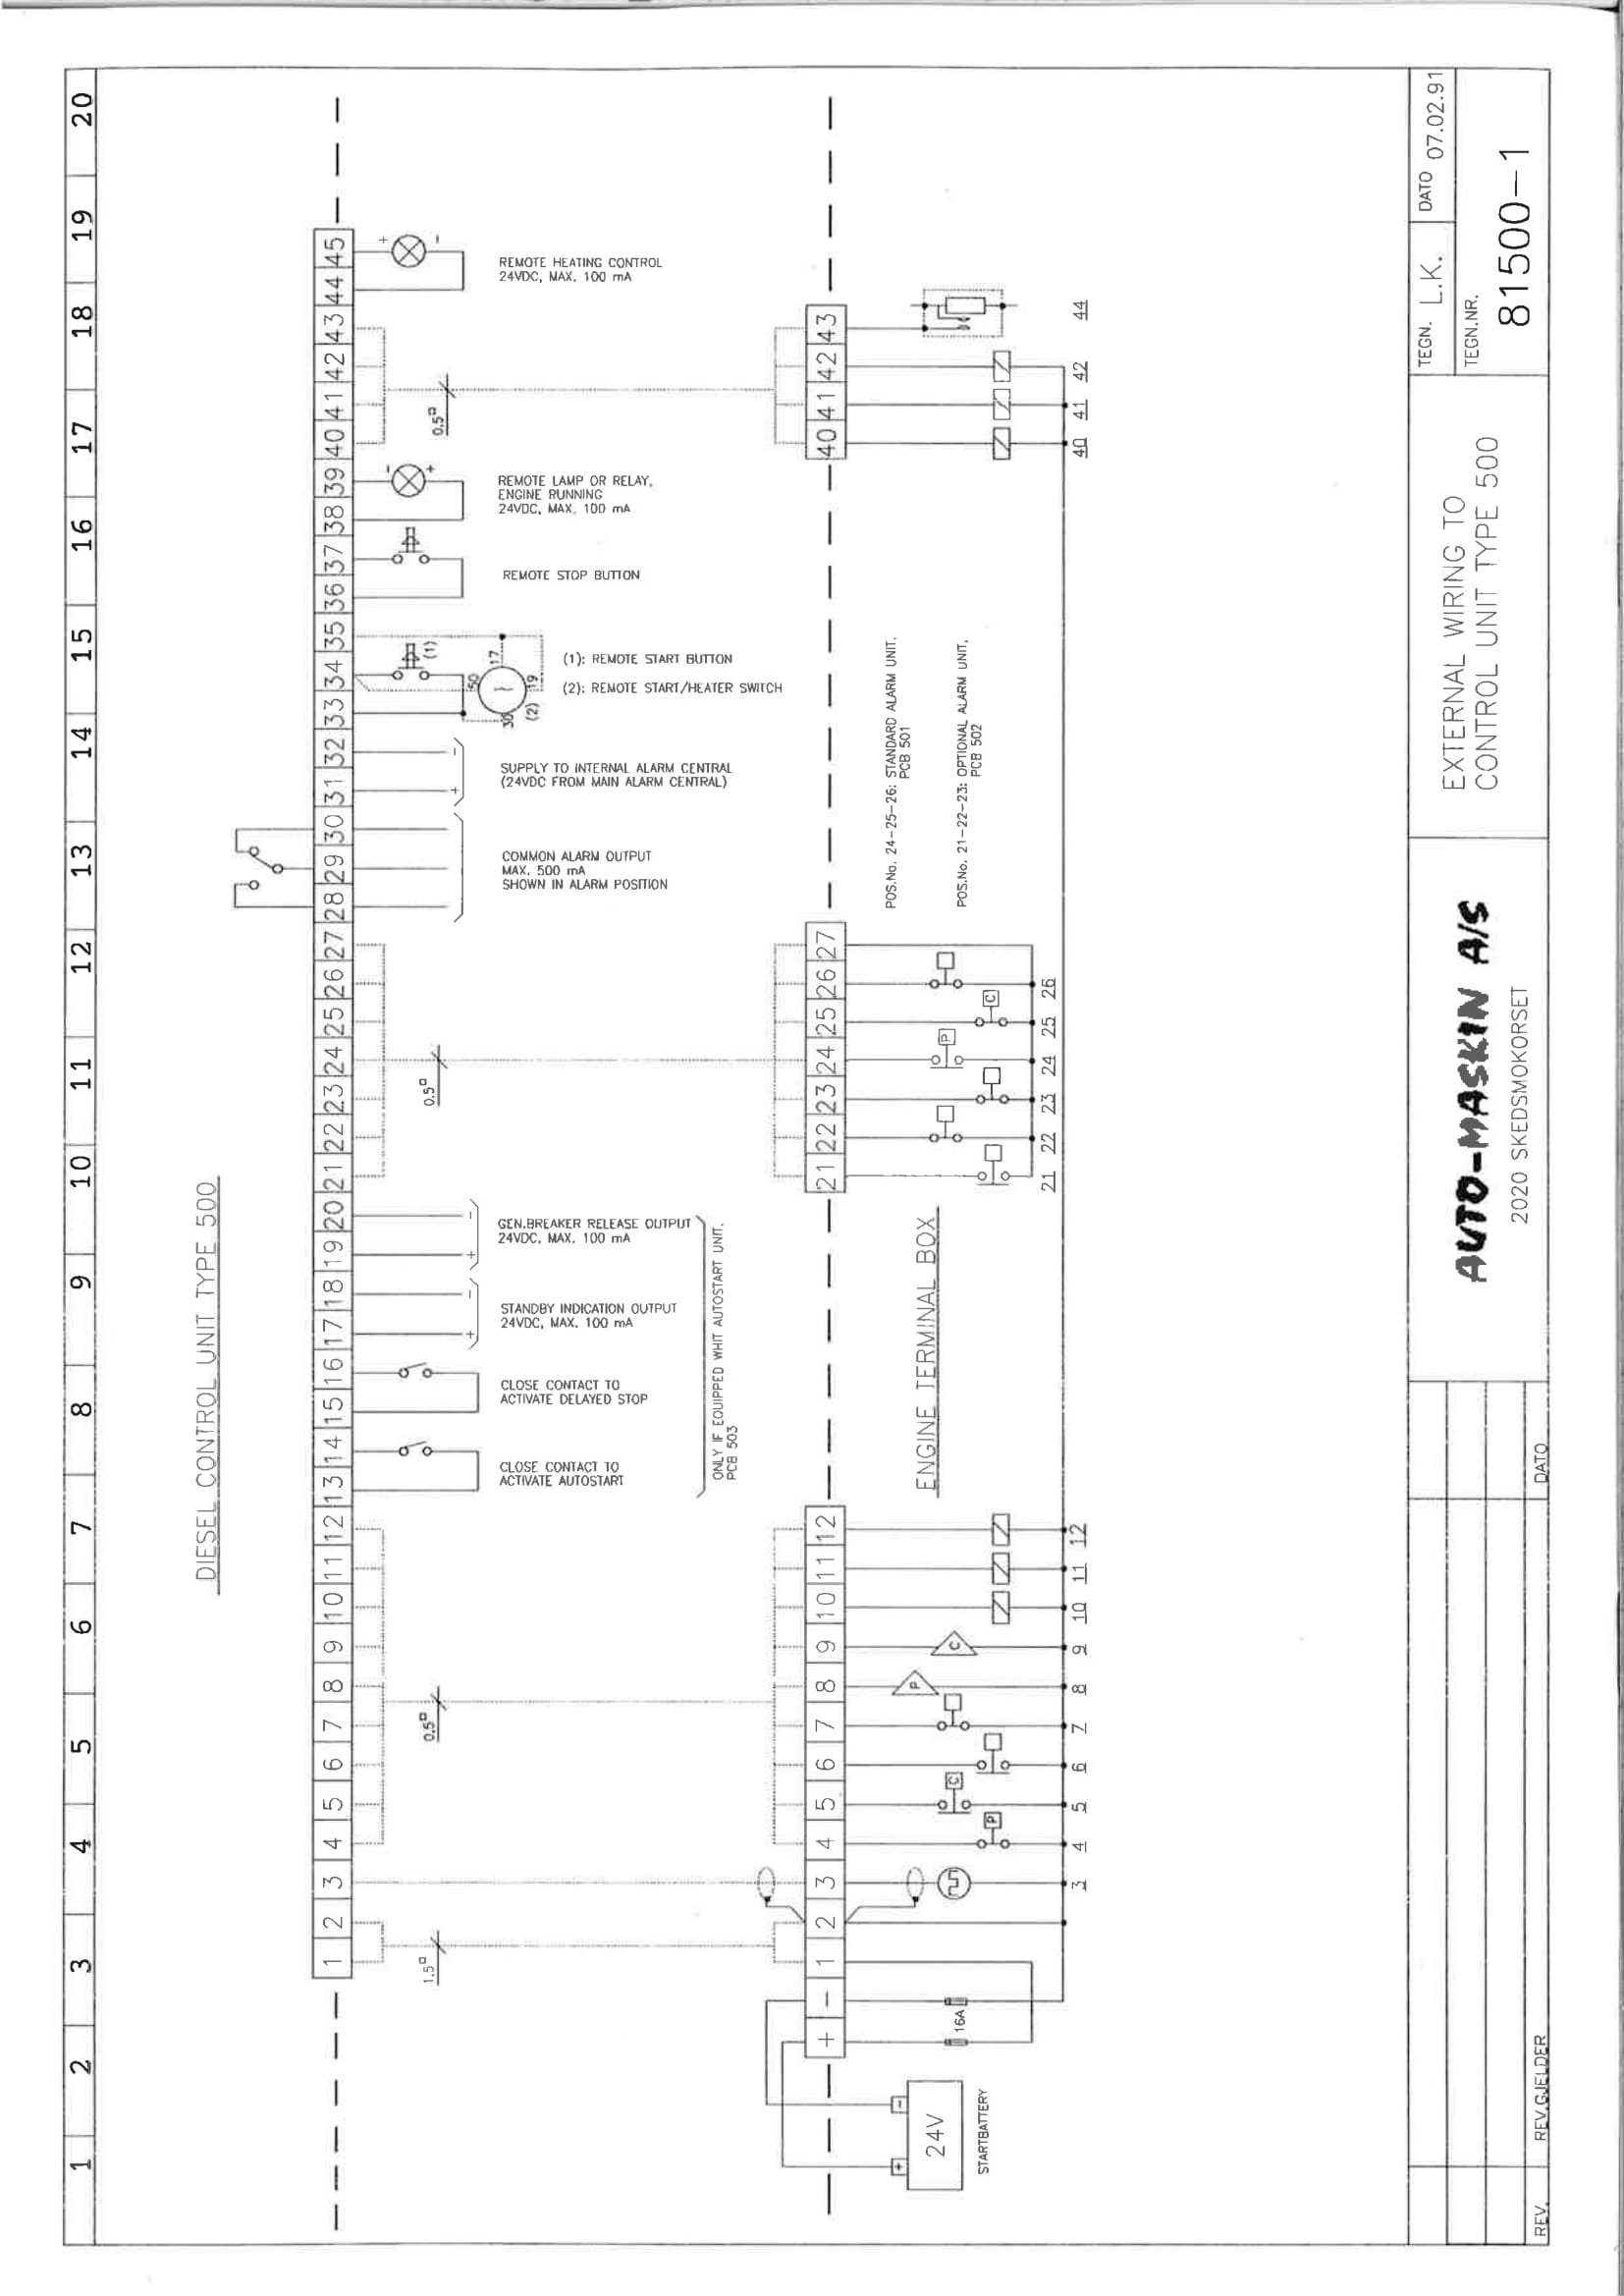 1 2 3 4 5 6 7 8 9 10 11 12 13 14 15 16 17 18 19 20
DIESEL CONTROL UNIT TYPE 500
1 2 3 4 5 6 7 8 9 10 11 12 13 14 15 16 17 18 19 20 21 22 23 24 25 26 27 28 29 30 31 32 33 34 35 36 37 38 39 40 41 42 43 44 45
1.5□
0.5□
0.5□
0.5□
CLOSE CONTACT TO
ACTIVATE AUTOSTART
CLOSE CONTACT TO
ACTIVATE DELAYED STOP
+ -
STANDBY INDICATION OUTPUT
24VDC, MAX. 100 mA
+ -
GEN.BREAKER RELEASE OUTPUT
24VDC, MAX. 100 mA
ONLY IF EQUIPPED WHIT AUTOSTART UNIT.
PCB 503
COMMON ALARM OUTPUT
MAX. 500 mA
SHOWN IN ALARM POSITION
+ -
SUPPLY TO INTERNAL ALARM CENTRAL
(24VDC FROM MAIN ALARM CENTRAL)
(1)
30 50 17 19
(2)
(1): REMOTE START BUTTON
(2): REMOTE START/HEATER SWITCH
REMOTE STOP BUTTON
- +
REMOTE LAMP OR RELAY,
ENGINE RUNNING
24VDC, MAX. 100 mA
+ -
REMOTE HEATING CONTROL
24VDC, MAX. 100 mA
+ - 1 2 3 4 5 6 7 8 9 10 11 12
21 22 23 24 25 26 27
40 41 42 43
ENGINE TERMINAL BOX
POS.No. 24-25-26: STANDARD ALARM UNIT.
PCB 501
POS.No. 21-22-23: OPTIONAL ALARM UNIT.
PCB 502
+ -
24V
STARTBATTERY
16A
P C P C
P C
3 4 5 6 7 8 9 10 11 12
21 22 23 24 25 26
40 41 42 44
REV. REV.GJELDER DATO
AUTO-MASKIN A/S
2020 SKEDSMOKORSET
EXTERNAL WIRING TO
CONTROL UNIT TYPE 500
TEGN. L.K. DATO 07.02.91
TEGN.NR.
81500-1